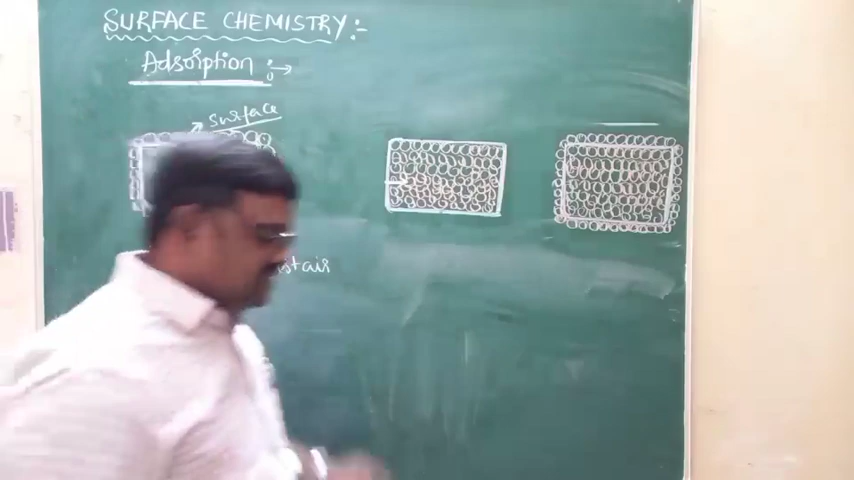 SURFACE CHEMISTRY:-
Adsorption :→
surface